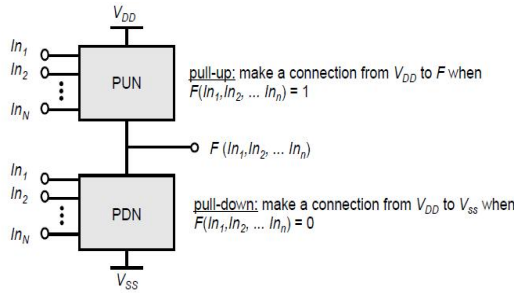 V_DD
In_1
In_2
In_N
PUN
pull-up: make a connection from V_DD to F when
F(In_1,In_2, ... In_n) = 1
F (In_1,In_2, ... In_n)
In_1
In_2
In_N
PDN
pull-down: make a connection from V_DD to V_ss when
F(In_1,In_2, ... In_n) = 0
V_SS